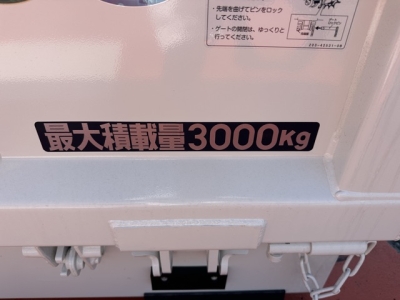 ・先端を曲げてピンをロック
してください。
・ゲートの開閉は、ゆっくりと
行ってください。
最大積載量3000Kg